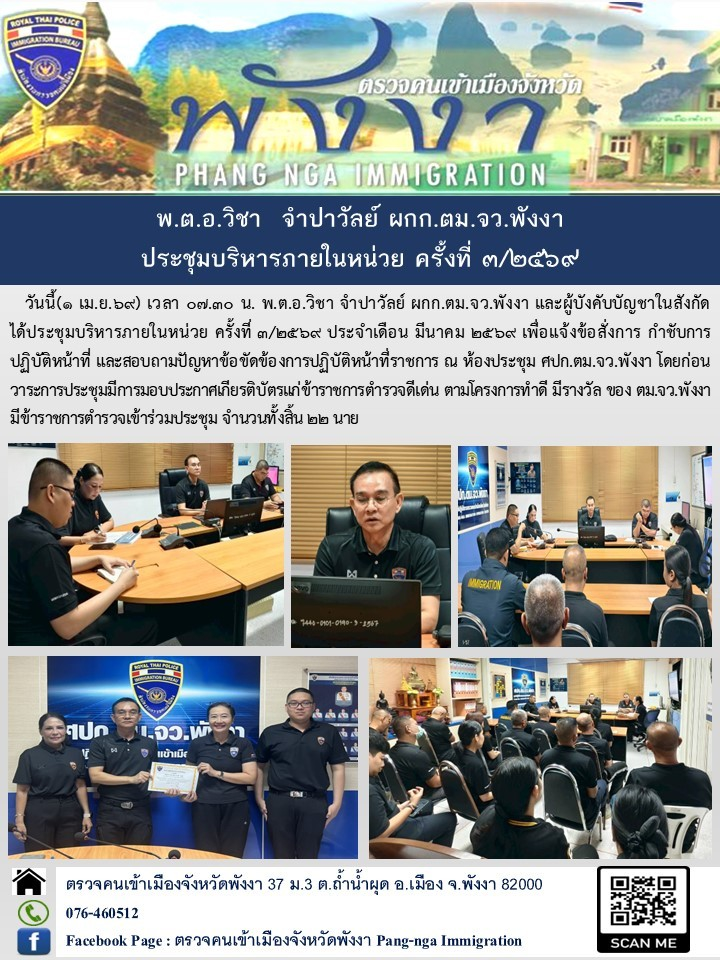 ROYAL THAI POLICE
IMMIGRATION BUREAU
ตรวจคนเข้าเมืองจังหวัด
พังงา
PHANG NGA IMMIGRATION
พ.ต.อ.วิชา จำปาวัลย์ ผกก.ตม.จว.พังงา
ประชุมบริหารภายในหน่วย ครั้งที่ ๓/๒๕๖๙
วันนี้(๑ เม.ย.๖๙) เวลา ๐๗.๓๐ น. พ.ต.อ.วิชา จำปาวัลย์ ผกก.ตม.จว.พังงา และผู้บังคับบัญชาในสังกัด
ได้ประชุมบริหารภายในหน่วย ครั้งที่ ๓/๒๕๖๙ ประจำเดือน มีนาคม ๒๕๖๙ เพื่อแจ้งข้อสั่งการ กำชับการ
ปฏิบัติหน้าที่ และสอบถามปัญหาข้อขัดข้องการปฏิบัติหน้าที่ราชการ ณ ห้องประชุม ศปก.ตม.จว.พังงา โดยก่อน
วาระการประชุมมีการมอบประกาศเกียรติบัตรแก่ข้าราชการตำรวจดีเด่น ตามโครงการทำดี มีรางวัล ของ ตม.จว.พังงา
มีข้าราชการตำรวจเข้าร่วมประชุม จำนวนทั้งสิ้น ๒๒ นาย
7440-0101-0190-3-2567
IMMIGRATION
ROYAL THAI POLICE
IMMIGRATION BUREAU
ตรวจคนเข้าเมืองจังหวัดพังงา 37 ม.3 ต.ถ้ำน้ำผุด อ.เมือง จ.พังงา 82000
076-460512
Facebook Page : ตรวจคนเข้าเมืองจังหวัดพังงา Pang-nga Immigration
SCAN ME